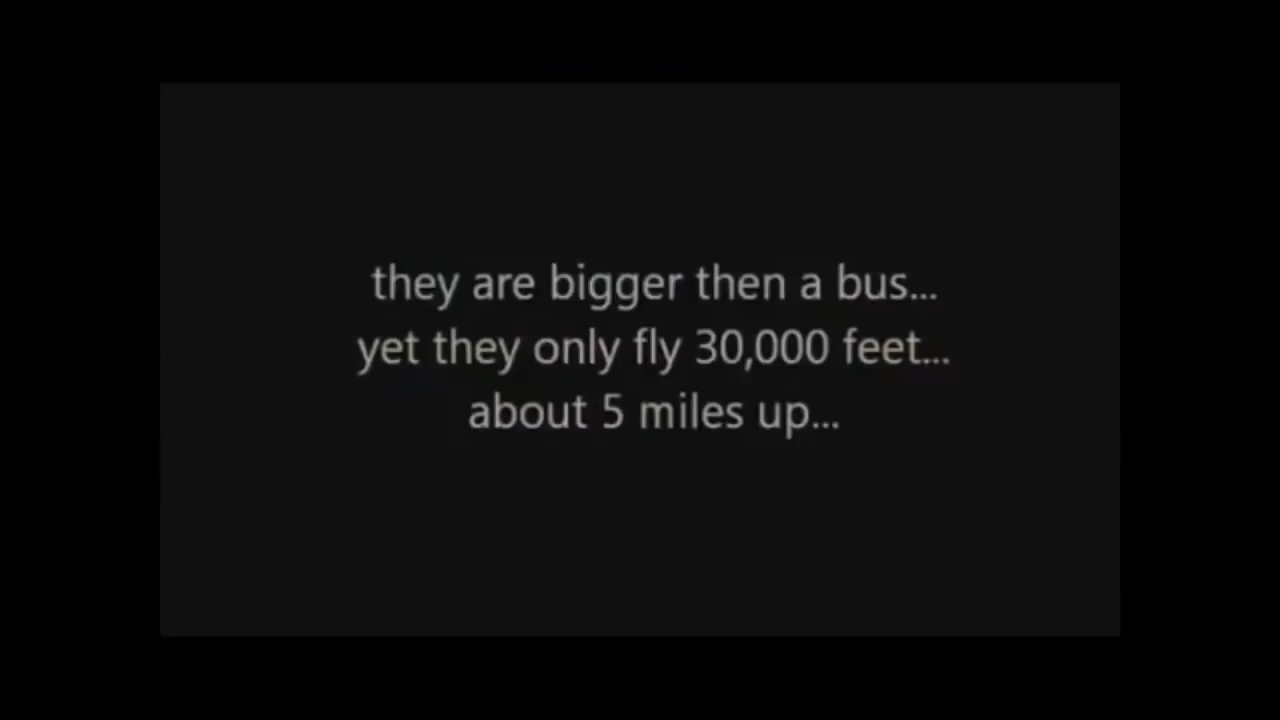 they are bigger then a bus...
yet they only fly 30,000 feet...
about 5 miles up...